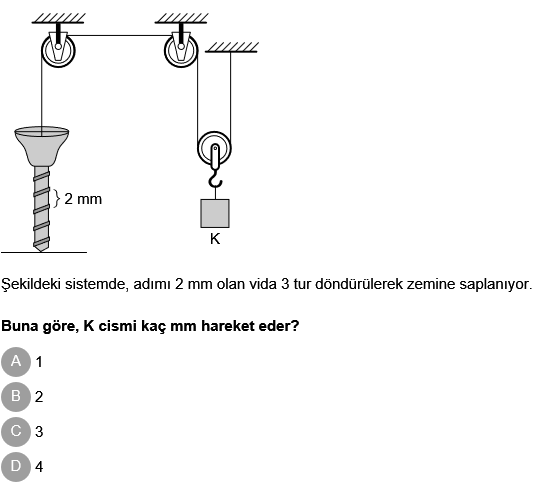 2 mm
K
Şekildeki sistemde, adımı 2 mm olan vida 3 tur döndürülerek zemine saplanıyor.
Buna göre, K cismi kaç mm hareket eder?
A 1
B 2
C 3
D 4